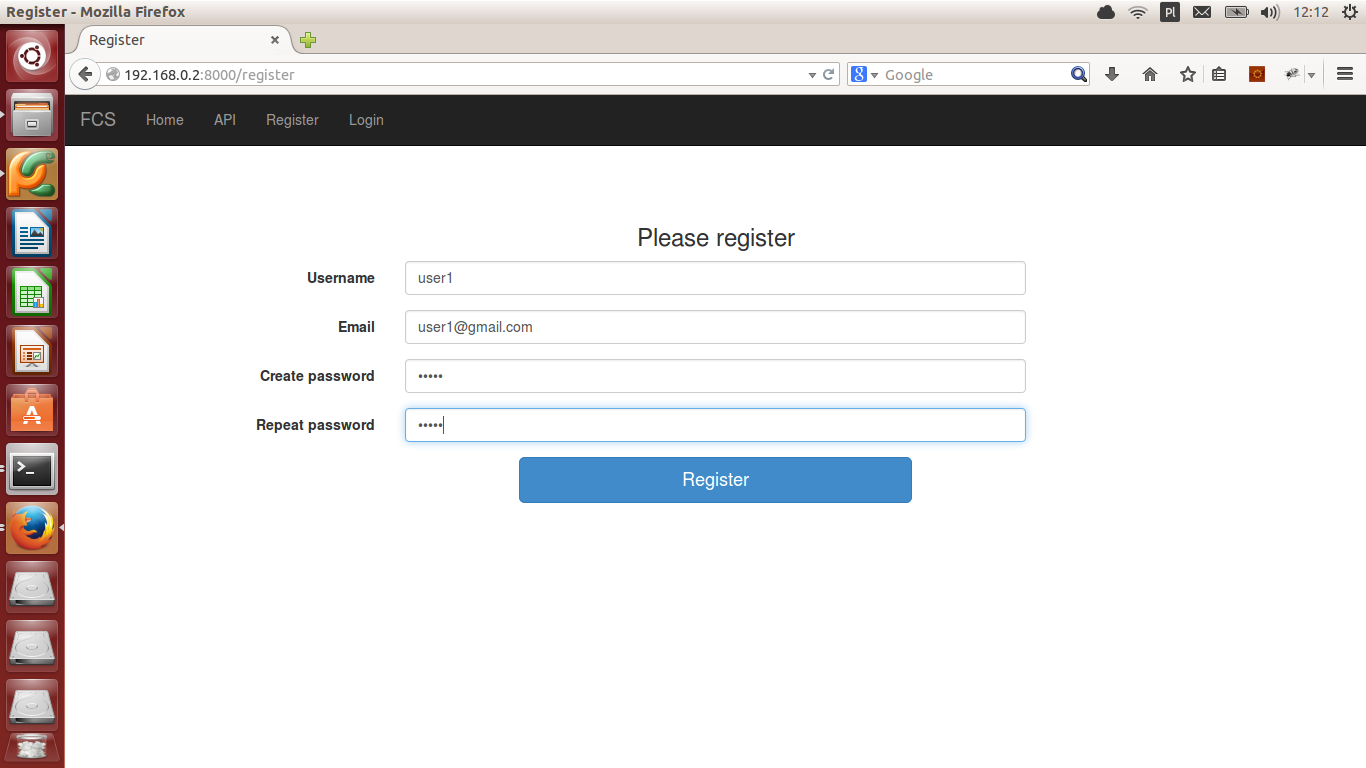 Register - Mozilla Firefox
Pl
12:12
Register
192.168.0.2:8000/register
Google
FCS Home API Register Login
Please register
Username user1
Email user1@gmail.com
Create password •••••
Repeat password •••••
Register